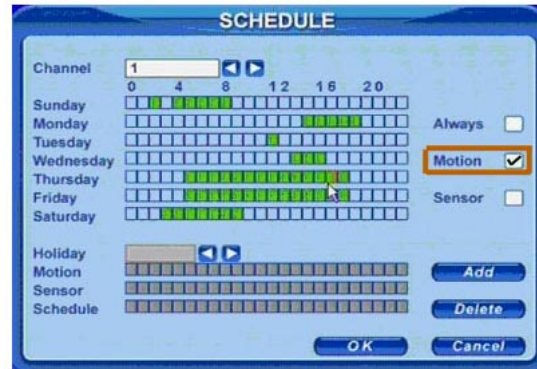 SCHEDULE
Channel 1
0 4 8 12 16 20
Sunday
Monday
Tuesday
Wednesday
Thursday
Friday
Saturday
Always
Motion
Sensor
Holiday
Motion
Sensor
Schedule
Add
Delete
OK
Cancel